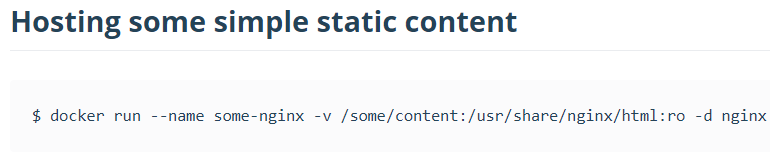 Hosting some simple static content
$ docker run --name some-nginx -v /some/content:/usr/share/nginx/html:ro -d nginx